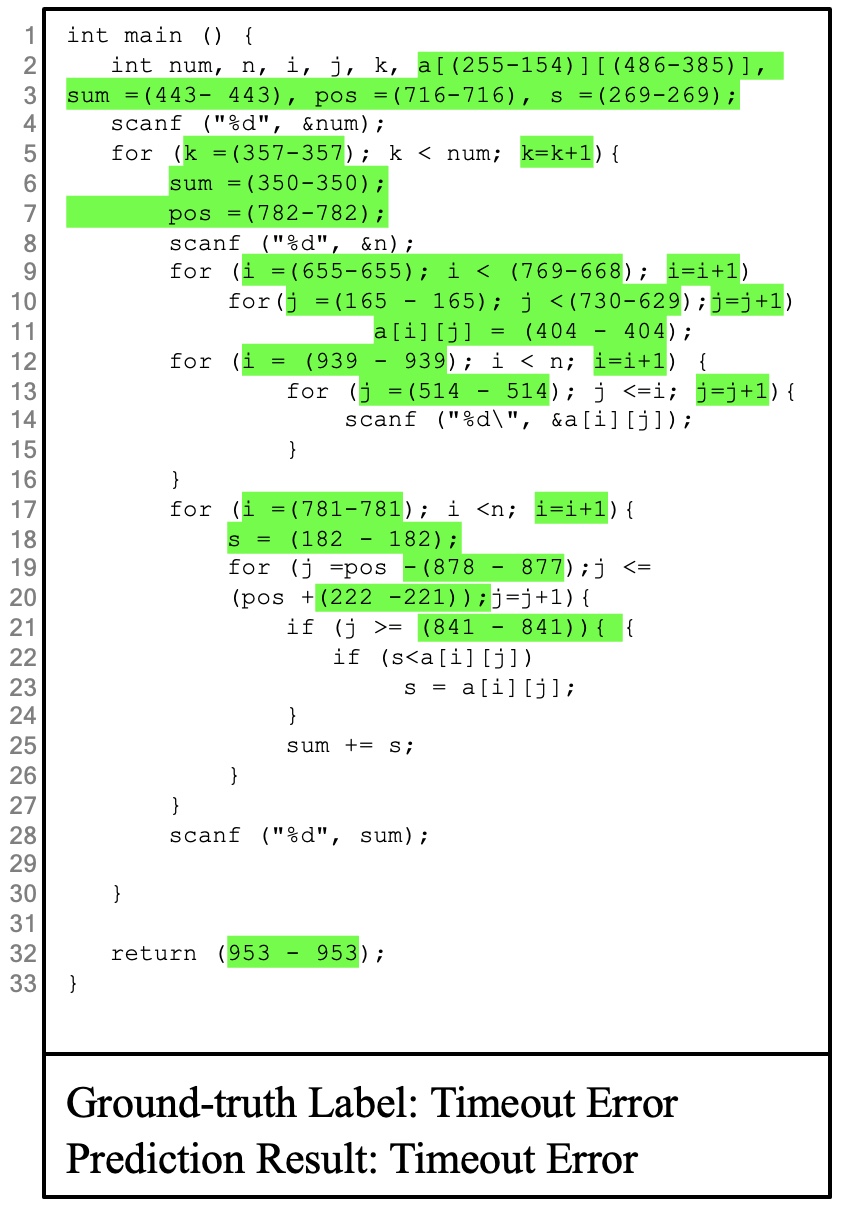 1 int main () {
2 int num, n, i, j, k, a[(255-154)][(486-385)],
3 sum =(443- 443), pos =(716-716), s =(269-269);
4 scanf ("%d", &num);
5 for (k =(357-357); k < num; k=k+1){
6 sum =(350-350);
7 pos =(782-782);
8 scanf ("%d", &n);
9 for (i =(655-655); i < (769-668); i=i+1)
10 for(j =(165 - 165); j <(730-629);j=j+1)
11 a[i][j] = (404 - 404);
12 for (i = (939 - 939); i < n; i=i+1) {
13 for (j =(514 - 514); j <=i; j=j+1){
14 scanf ("%d\", &a[i][j]);
15 }
16 }
17 for (i =(781-781); i <n; i=i+1){
18 s = (182 - 182);
19 for (j =pos -(878 - 877);j <=
20 (pos +(222 -221));j=j+1){
21 if (j >= (841 - 841)){ {
22 if (s<a[i][j])
23 s = a[i][j];
24 }
25 sum += s;
26 }
27 }
28 scanf ("%d", sum);
29
30 }
31
32 return (953 - 953);
33 }
Ground-truth Label: Timeout Error
Prediction Result: Timeout Error